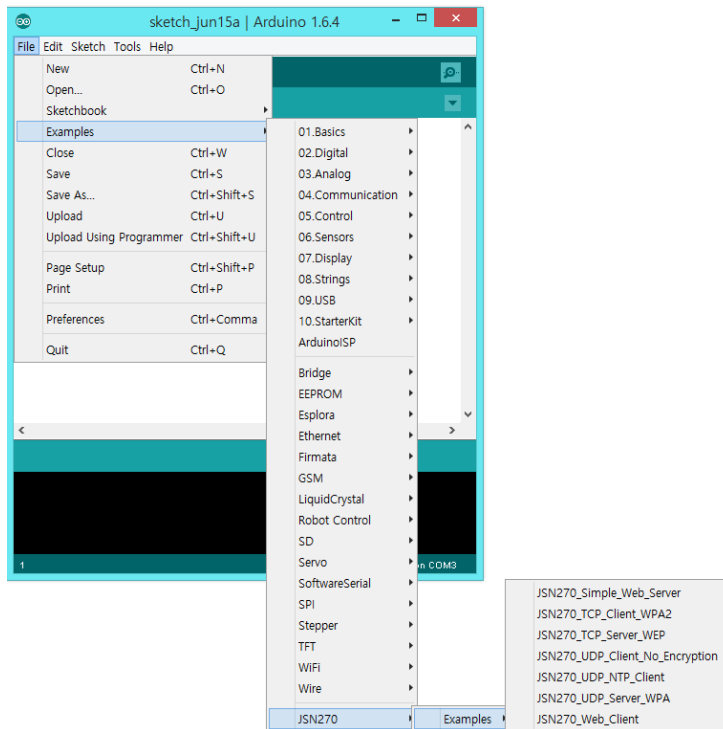 sketch_jun15a | Arduino 1.6.4
File Edit Sketch Tools Help
New Ctrl+N
Open... Ctrl+O
Sketchbook
Examples
Close Ctrl+W
Save Ctrl+S
Save As... Ctrl+Shift+S
Upload Ctrl+U
Upload Using Programmer Ctrl+Shift+U
Page Setup Ctrl+Shift+P
Print Ctrl+P
Preferences Ctrl+Comma
Quit Ctrl+Q
01.Basics
02.Digital
03.Analog
04.Communication
05.Control
06.Sensors
07.Display
08.Strings
09.USB
10.StarterKit
ArduinoISP
Bridge
EEPROM
Esplora
Ethernet
Firmata
GSM
LiquidCrystal
Robot Control
SD
Servo
SoftwareSerial
SPI
Stepper
TFT
WiFi
Wire
JSN270
Examples
JSN270_Simple_Web_Server
JSN270_TCP_Client_WPA2
JSN270_TCP_Server_WEP
JSN270_UDP_Client_No_Encryption
JSN270_UDP_NTP_Client
JSN270_UDP_Server_WPA
JSN270_Web_Client
1 on COM3